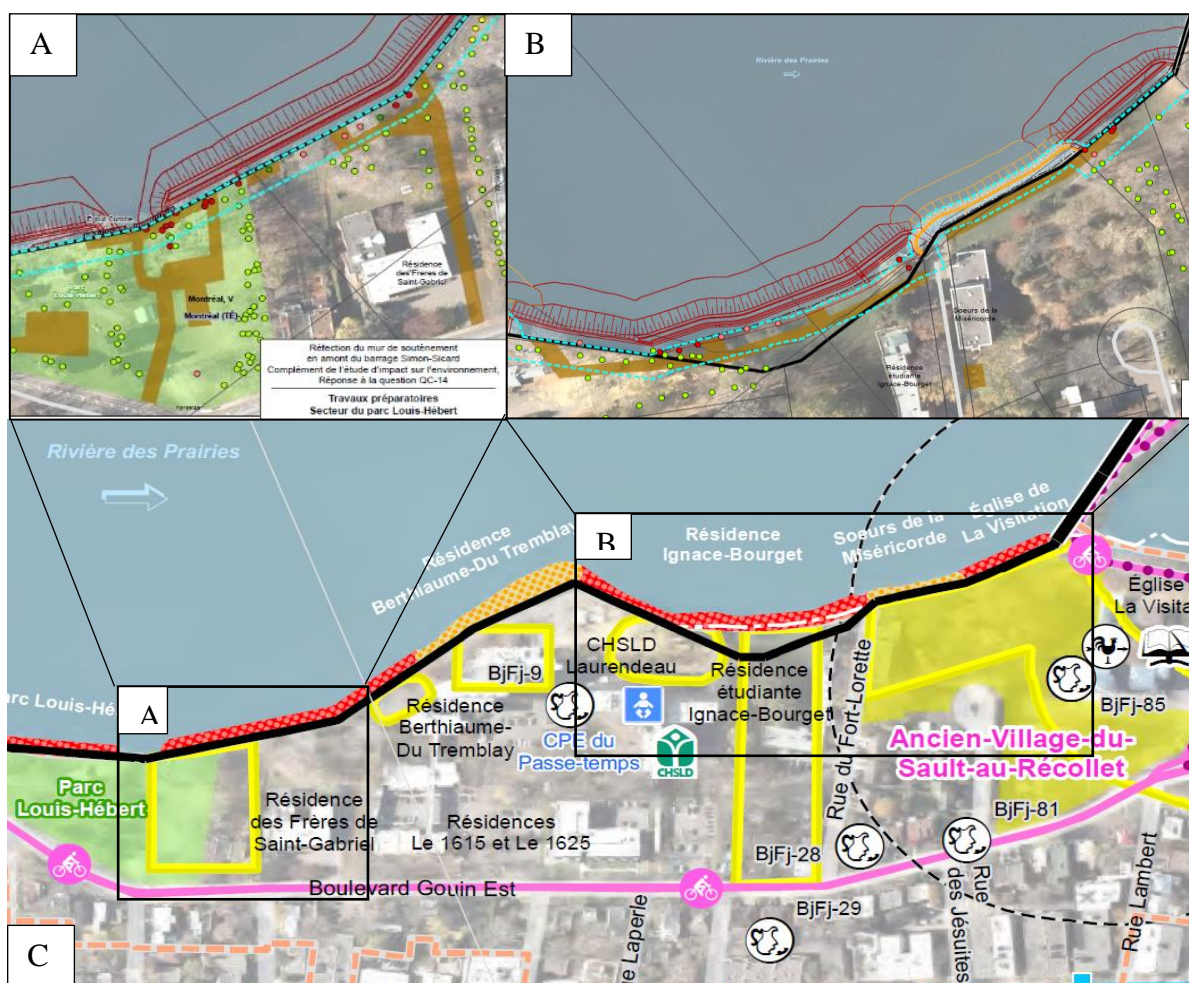 A
Église Curotte
Parc
Louis-Hébert
Montréal, V
Montréal (TÉ)
Résidence
des Frères de
Saint-Gabriel
Réfection du mur de soutènement
en amont du barrage Simon-Sicard
Complément de l'étude d'impact sur l'environnement,
Réponse à la question QC-14
Travaux préparatoires
Secteur du parc Louis-Hébert
B
Rivière des Prairies
Soeurs de la
Miséricorde
Résidence
étudiante
Ignace-Bourget
Rivière des Prairies
Parc Louis-Hé
A
Résidence
Berthiaume-Du Tremblay
B
Résidence
Ignace-Bourget
Soeurs de la
Miséricorde
Église de
La Visitation
Église
La Visita
BjFj-9
CHSLD
Laurendeau
Résidence
étudiante
Ignace-Bourget
Rue du Fort-Lorette
BjFj-85
Résidence
Berthiaume-
Du Tremblay
CPE du
Passe-temps
CHSLD
Ancien-Village-du-
Sault-au-Récollet
Parc
Louis-Hébert
Résidence
des Frères de
Saint-Gabriel
Résidences
Le 1615 et Le 1625
BjFj-81
BjFj-28
Boulevard Gouin Est
BjFj-29
ue Laperle
Rue
des Jésuites
Rue Lambert
C